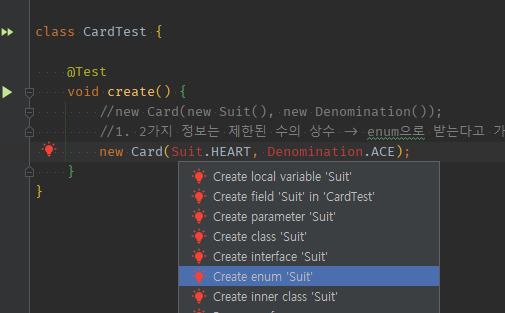 class CardTest {
@Test
void create() {
//new Card(new Suit(), new Denomination());
//1. 2가지 정보는 제한된 수의 상수 -> enum으로 받는다고 가
new Card(Suit.HEART, Denomination.ACE);
Create local variable 'Suit'
}
Create field 'Suit' in 'CardTest'
}
Create parameter 'Suit'
Create class 'Suit'
Create interface 'Suit'
Create enum 'Suit'
Create inner class 'Suit'